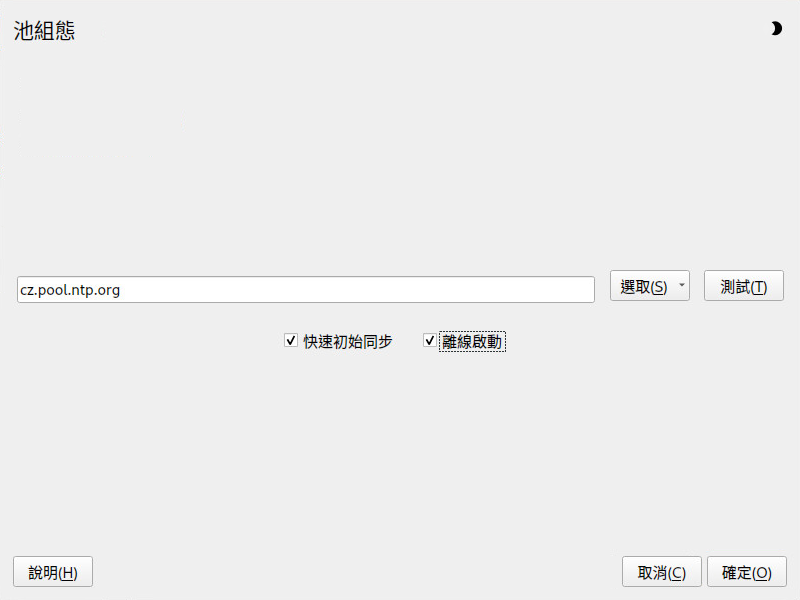 池組態
cz.pool.ntp.org
選取(S)
測試(T)
快速初始同步
離線啟動
說明(H)
取消(C)
確定(O)